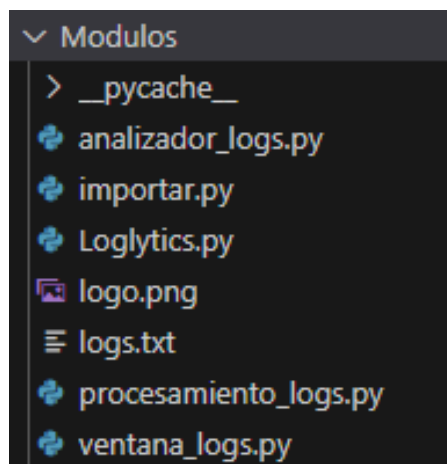 Modulos
__pycache__
analizador_logs.py
importar.py
Loglytics.py
logo.png
logs.txt
procesamiento_logs.py
ventana_logs.py